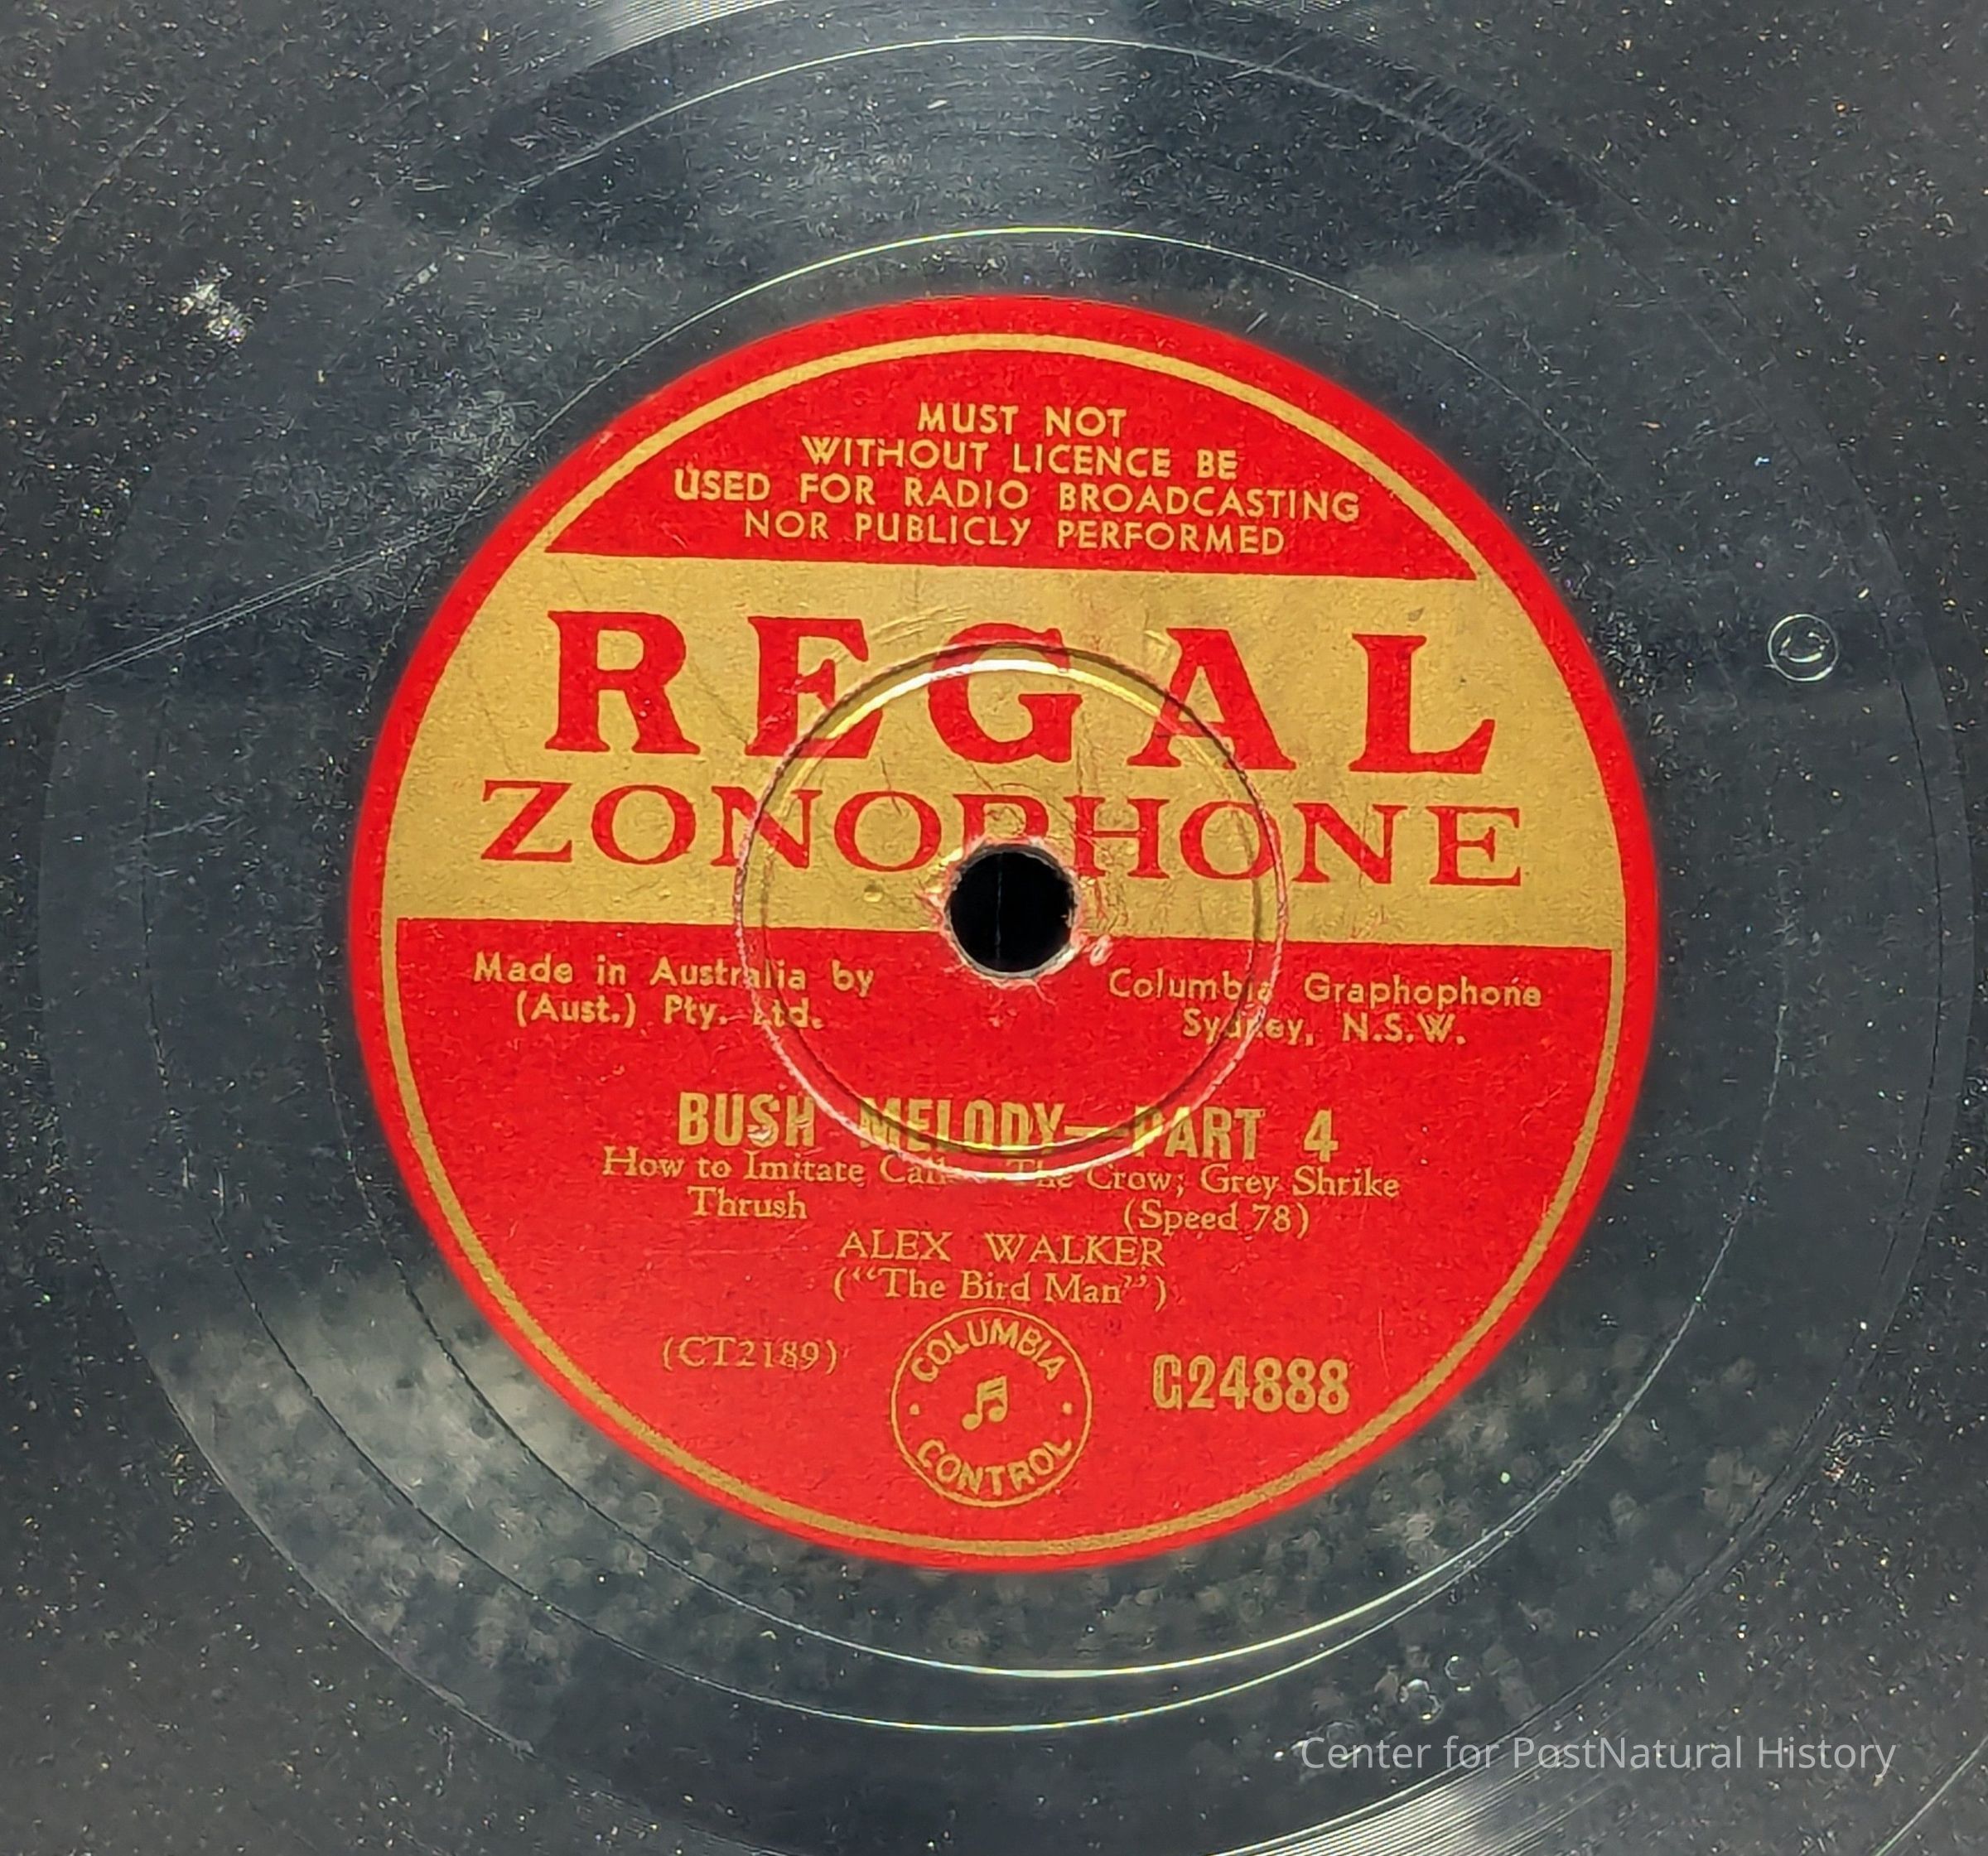 MUST NOT
WITHOUT LICENCE BE
USED FOR RADIO BROADCASTING
NOR PUBLICLY PERFORMED
REGAL
ZONOPHONE
Made in Australia by Columbia Graphophone
(Aust.) Pty. Ltd. Sydney, N.S.W.
BUSH MELODY—PART 4
How to Imitate The Crow; Grey Shrike
Thrush (Speed 78)
ALEX WALKER
("The Bird Man")
(CT2189) G24888
COLUMBIA
CONTROL
Center for PostNatural History